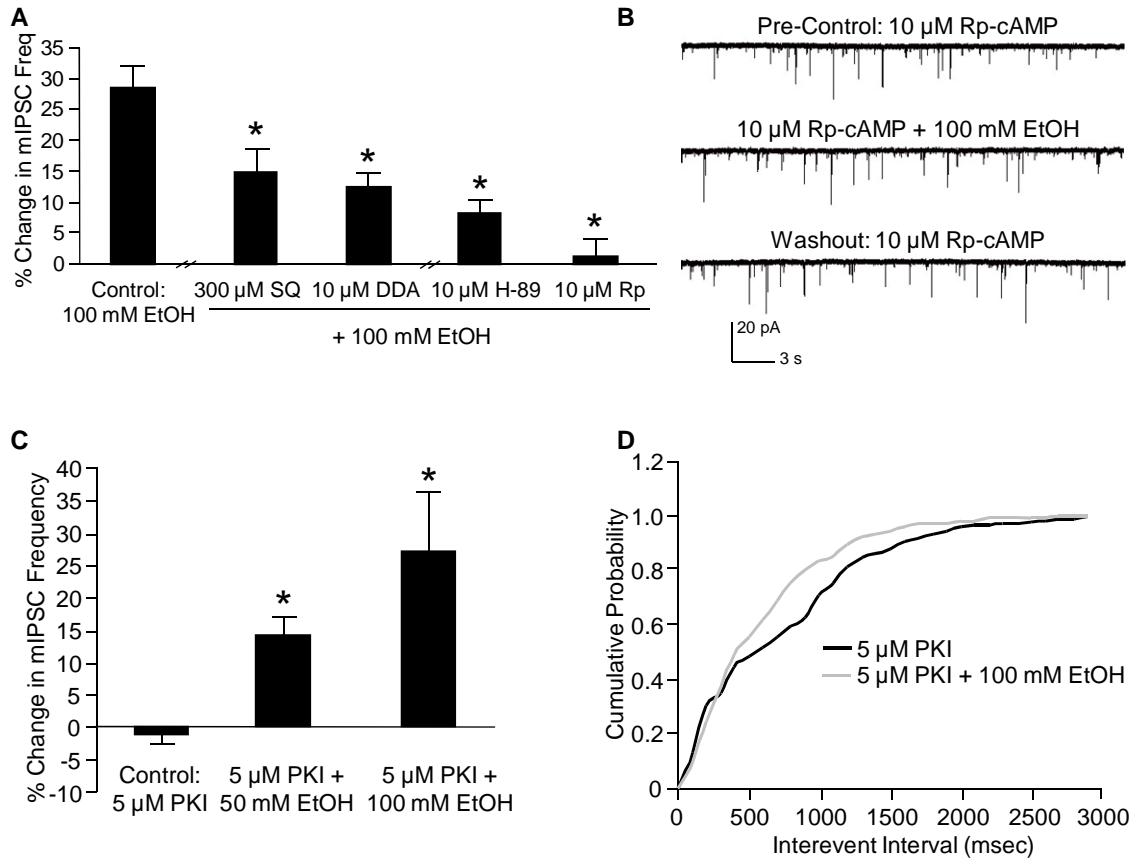 A
% Change in mIPSC Freq
35
30
25
20
15
10
5
0
*
*
*
*
Control:
100 mM EtOH
300 µM SQ
10 µM DDA
10 µM H-89
10 µM Rp
+ 100 mM EtOH
B
Pre-Control: 10 µM Rp-cAMP
10 µM Rp-cAMP + 100 mM EtOH
Washout: 10 µM Rp-cAMP
20 pA
3 s
C
% Change in mIPSC Frequency
40
35
30
25
20
15
10
5
0
-5
-10
*
*
Control:
5 µM PKI
5 µM PKI +
50 mM EtOH
5 µM PKI +
100 mM EtOH
D
Cumulative Probability
1.2
1.0
0.8
0.6
0.4
0.2
0
5 µM PKI
5 µM PKI + 100 mM EtOH
0 500 1000 1500 2000 2500 3000
Interevent Interval (msec)